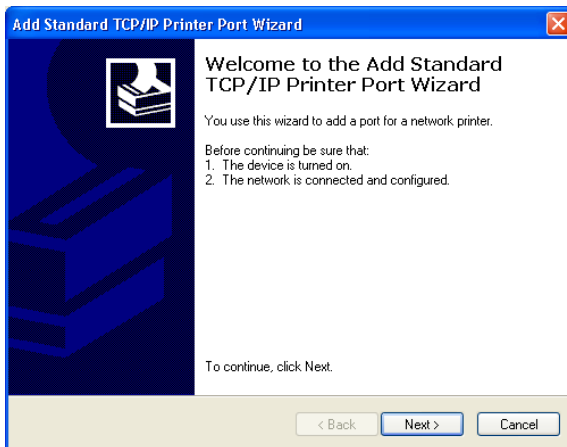 Add Standard TCP/IP Printer Port Wizard
Welcome to the Add Standard
TCP/IP Printer Port Wizard
You use this wizard to add a port for a network printer.
Before continuing be sure that:
1. The device is turned on.
2. The network is connected and configured.
To continue, click Next.
< Back Next > Cancel